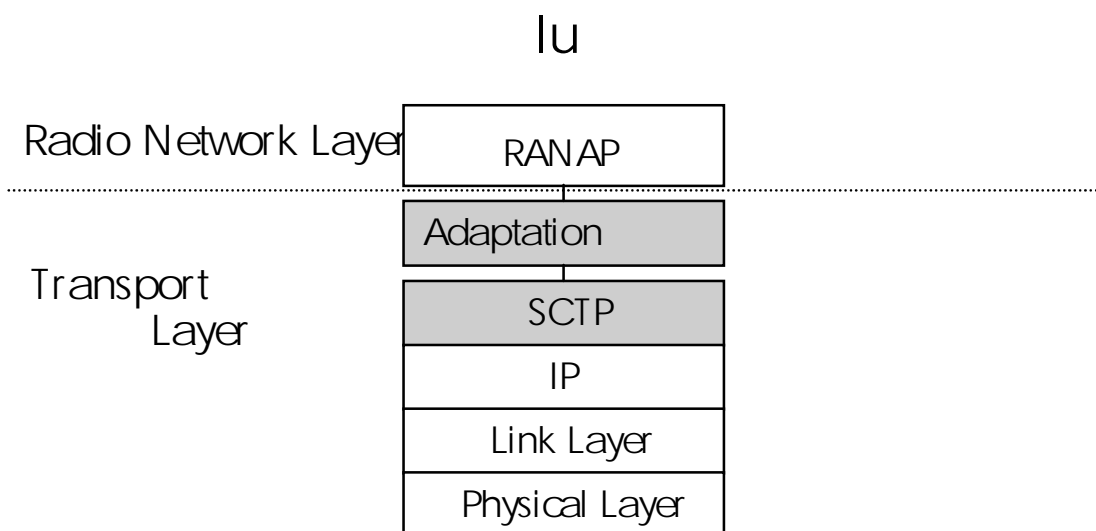 Iu
Radio Network Layer
RANAP
Adaptation
Transport
Layer
SCTP
IP
Link Layer
Physical Layer